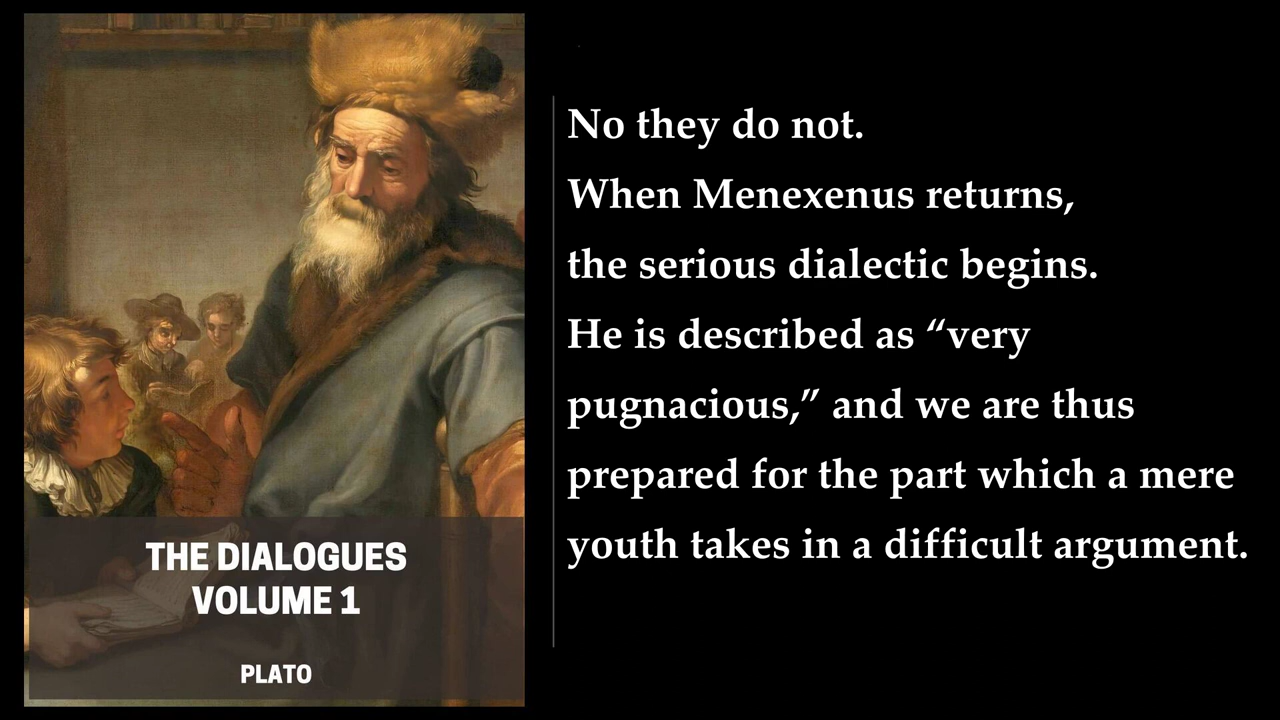 THE DIALOGUES
VOLUME 1
PLATO
No they do not.
When Menexenus returns,
the serious dialectic begins.
He is described as “very
pugnacious,” and we are thus
prepared for the part which a mere
youth takes in a difficult argument.